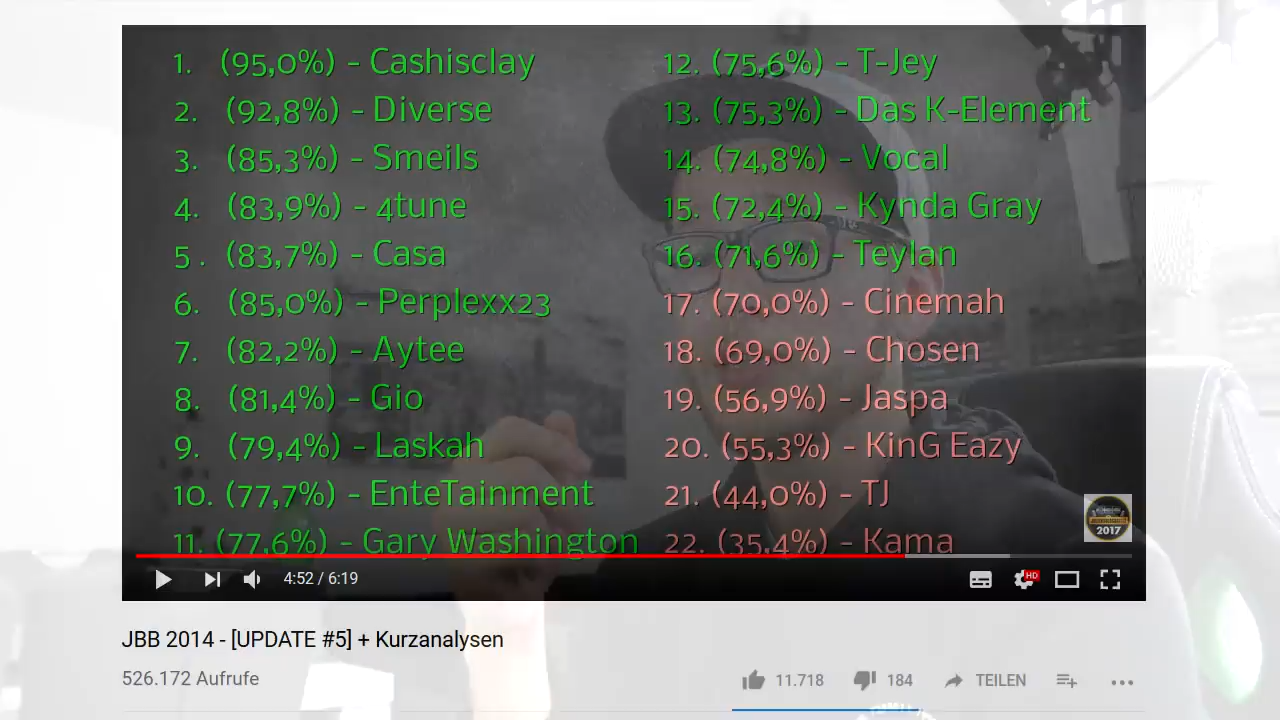 1. (95,0%) - Cashisclay
2. (92,8%) - Diverse
3. (85,3%) - Smeils
4. (83,9%) - 4tune
5 . (83,7%) - Casa
6. (85,0%) - Perplexx23
7. (82,2%) - Aytee
8. (81,4%) - Gio
9. (79,4%) - Laskah
10. (77,7%) - EnteTainment
11. (77,6%) - Gary Washington
12. (75,6%) - T-Jey
13. (75,3%) - Das K-Element
14. (74,8%) - Vocal
15. (72,4%) - Kynda Gray
16. (71,6%) - Teylan
17. (70,0%) - Cinemah
18. (69,0%) - Chosen
19. (56,9%) - Jaspa
20. (55,3%) - KinG Eazy
21. (44,0%) - TJ
22. (35,4%) - Kama
2017
4:52 / 6:19
HD
JBB 2014 - [UPDATE #5] + Kurzanalysen
526.172 Aufrufe
11.718
184
TEILEN